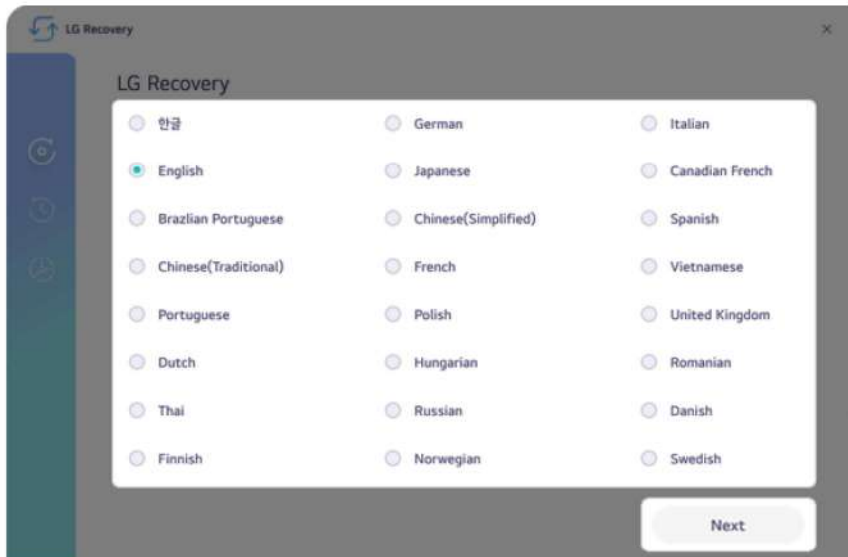 LG Recovery
LG Recovery
한글 German Italian
English Japanese Canadian French
Brazlian Portuguese Chinese(Simplified) Spanish
Chinese(Traditional) French Vietnamese
Portuguese Polish United Kingdom
Dutch Hungarian Romanian
Thai Russian Danish
Finnish Norwegian Swedish
Next